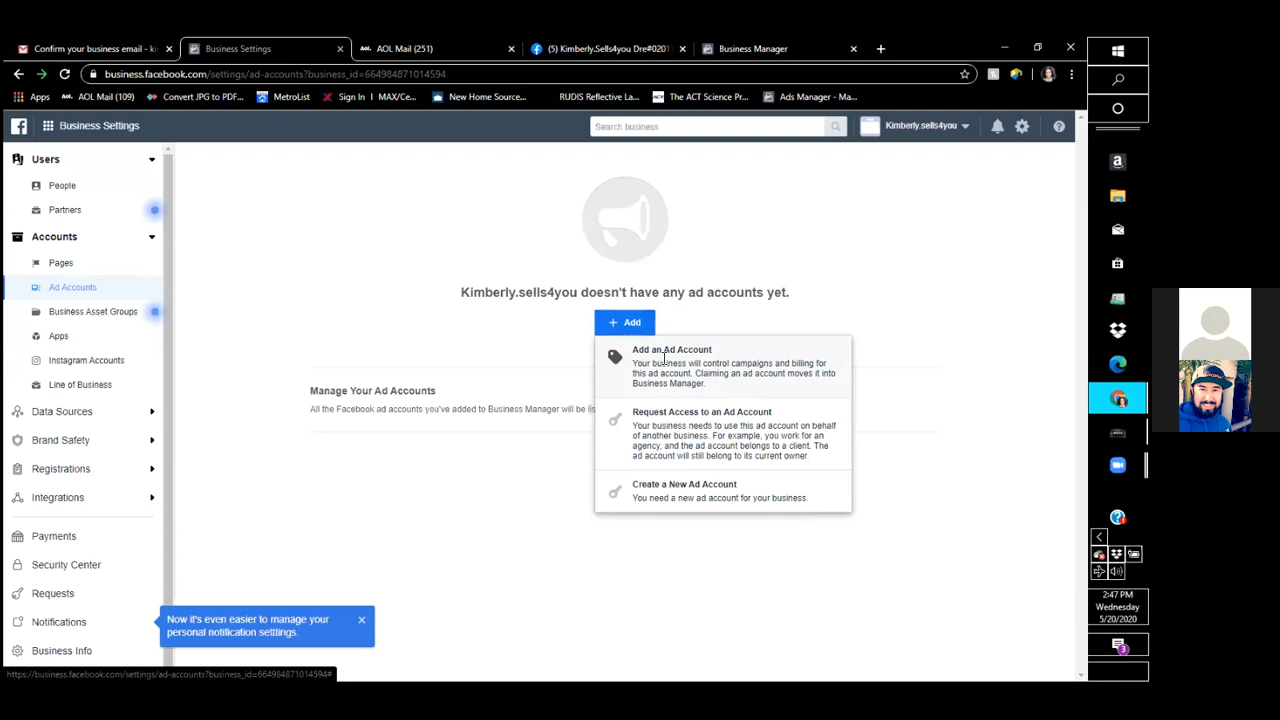 Confirm your business email - ki
Business Settings
AOL Mail (251)
(5) Kimberly.Sells4you Dre#0201
Business Manager
business.facebook.com/settings/ad-accounts?business_id=664984871014594
Apps
AOL Mail (109)
Convert JPG to PDF...
MetroList
Sign In | MAX/Ce...
New Home Source...
RUDIS Reflective La...
The ACT Science Pr...
Ads Manager - Ma...
Business Settings
Search business
Kimberly.sells4you
Users
People
Partners
Accounts
Pages
Ad Accounts
Business Asset Groups
Apps
Instagram Accounts
Line of Business
Data Sources
Brand Safety
Registrations
Integrations
Payments
Security Center
Requests
Notifications
Business Info
Kimberly.sells4you doesn't have any ad accounts yet.
+ Add
Add an Ad Account
Your business will control campaigns and billing for
this ad account. Claiming an ad account moves it into
Business Manager.
Manage Your Ad Accounts
All the Facebook ad accounts you've added to Business Manager will be lis
Request Access to an Ad Account
Your business needs to use this ad account on behalf
of another business. For example, you work for an
agency, and the ad account belongs to a client. The
ad account will still belong to its current owner.
Create a New Ad Account
You need a new ad account for your business.
Now it's even easier to manage your
personal notification setttings.
https://business.facebook.com/settings/ad-accounts?business_id=664984871014594#
2:47 PM
Wednesday
5/20/2020
3